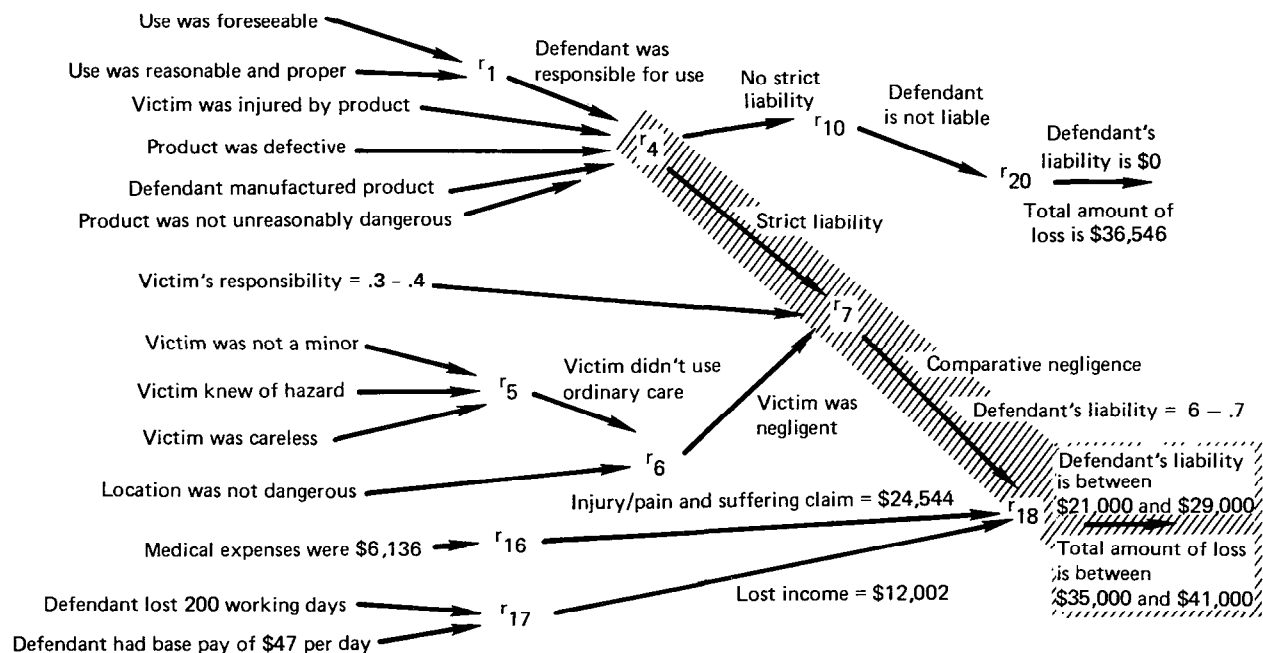 Use was foreseeable
Use was reasonable and proper
r1
Defendant was
responsible for use
Victim was injured by product
Product was defective
Defendant manufactured product
Product was not unreasonably dangerous
r4
No strict
liability
r10
Defendant
is not liable
r20
Defendant's
liability is $0
Total amount of
loss is $36,546
Strict liability
Victim's responsibility = .3 - .4
r7
Victim was not a minor
Victim knew of hazard
Victim was careless
r5
Victim didn't use
ordinary care
Location was not dangerous
r6
Victim was
negligent
Comparative negligence
Defendant's liability = 6 - .7
Medical expenses were $6,136
r16
Injury/pain and suffering claim = $24,544
Defendant lost 200 working days
Defendant had base pay of $47 per day
r17
Lost income = $12,002
r18
Defendant's liability
is between
$21,000 and $29,000
Total amount of loss
is between
$35,000 and $41,000